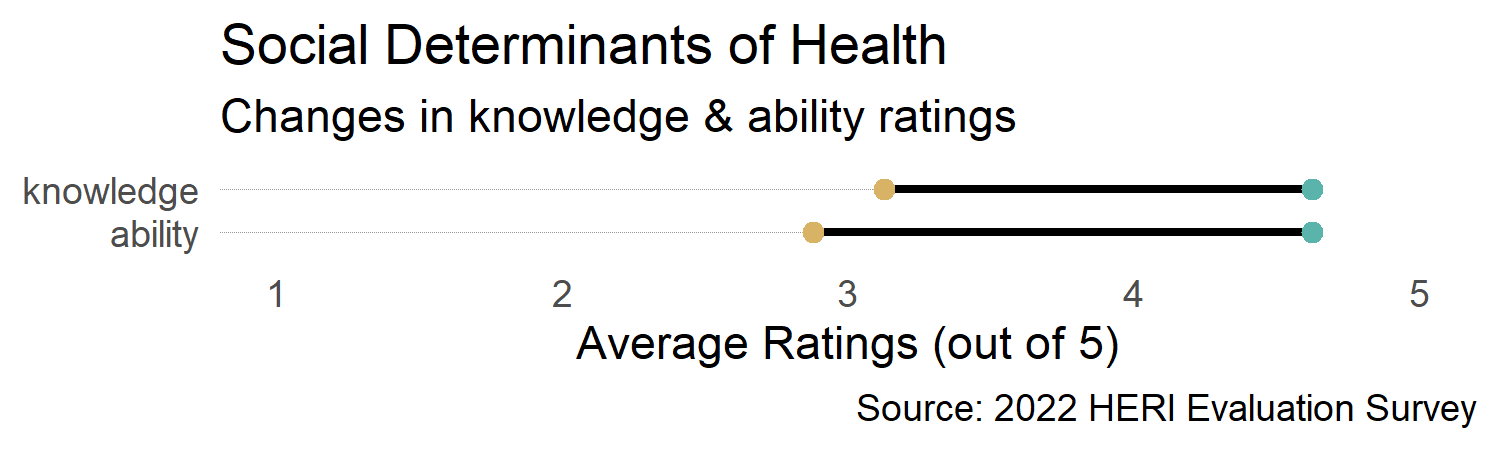 Social Determinants of Health
Changes in knowledge & ability ratings
knowledge
ability
1 2 3 4 5
Average Ratings (out of 5)
Source: 2022 HERI Evaluation Survey